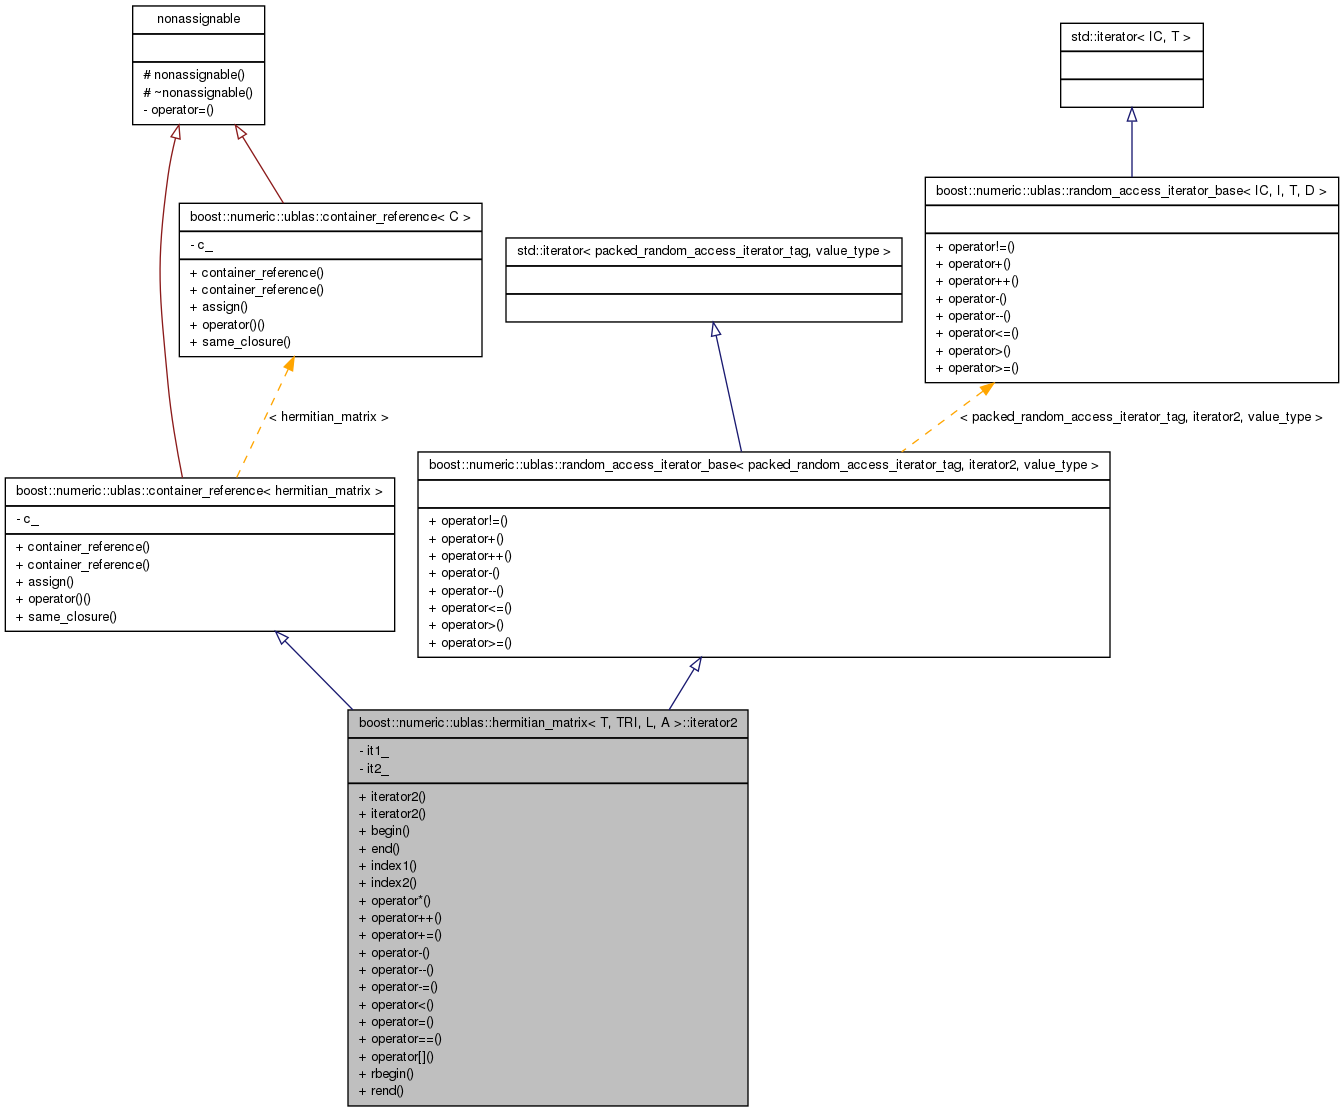 nonassignable
# nonassignable()
# ~nonassignable()
- operator=()
std::iterator< IC, T >
boost::numeric::ublas::random_access_iterator_base< IC, I, T, D >
+ operator!=()
+ operator+()
+ operator++()
+ operator-()
+ operator--()
+ operator<=()
+ operator>()
+ operator>=()
boost::numeric::ublas::container_reference< C >
- c_
+ container_reference()
+ container_reference()
+ assign()
+ operator()()
+ same_closure()
std::iterator< packed_random_access_iterator_tag, value_type >
< hermitian_matrix >
< packed_random_access_iterator_tag, iterator2, value_type >
boost::numeric::ublas::container_reference< hermitian_matrix >
- c_
+ container_reference()
+ container_reference()
+ assign()
+ operator()()
+ same_closure()
boost::numeric::ublas::random_access_iterator_base< packed_random_access_iterator_tag, iterator2, value_type >
+ operator!=()
+ operator+()
+ operator++()
+ operator-()
+ operator--()
+ operator<=()
+ operator>()
+ operator>=()
boost::numeric::ublas::hermitian_matrix< T, TRI, L, A >::iterator2
- it1_
- it2_
+ iterator2()
+ iterator2()
+ begin()
+ end()
+ index1()
+ index2()
+ operator*()
+ operator++()
+ operator+=()
+ operator-()
+ operator--()
+ operator-=()
+ operator<()
+ operator=()
+ operator==()
+ operator[]()
+ rbegin()
+ rend()